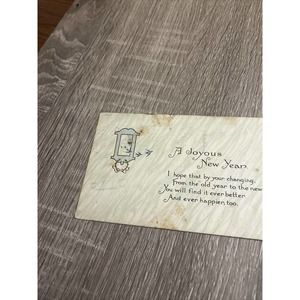 A Joyous
New Year.
I hope that by your changing,
From the old year to the new
You will find it ever better
And ever happier, too.